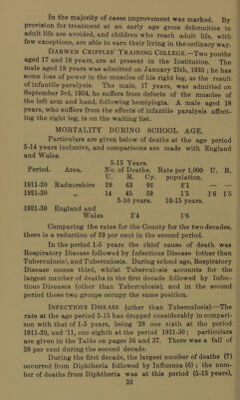 In the majority of cases improvement was marked. By
provision for treatment at an early age gross deformities in
adult life are avoided, and children who reach adult life, with
few exceptions, are able to earn their living in the ordinary way.
DARWEN CRIPPLES' TRAINING COLLEGE.—Two youths
aged 17 and 18 years, are at present in the Institution. The
male aged 18 years was admitted on January 21st, 1933; he has
some loss of power in the muscles of his right leg, as the result
of infantile paralysis. The male, 17 years, was admitted on
September 3rd, 1934, he suffers from defects of the muscles of
the left arm and hand, following hemiplegia. A male aged 18
years, who suffers from the effects of infantile paralysis affect-
ing the right leg, is on the waiting list.
MORTALITY DURING SCHOOL AGE.
Particulars are given below of deaths at the age period
5-14 years inclusive, and comparisons are made with England
and Wales.
5-15 Years.
Period. Area. No. of Deaths. Rate per 1,000 U. R.
U. R. Cy. population.
1911-20 Radnorshire 29 63 92 2'1 — —
1921-30 " 14 45 59 1'5 1'6 1'5
5-10 years. 10-15 years.
1921-30 England and
Wales 2'4 1'6
Comparing the rates for the County for the two decades,
there is a reduction of 29 per cent in the second period.
In the period 1-5 years the chief cause of death was
Respiratory Disease followed by Infectious Disease (other than
Tuberculosis), and Tuberculosis. During school age, Respiratory
Disease comes third, whilst Tuberculosis accounts for the
largest number of deaths in the first decade followed by Infec-
tious Diseases (other than Tuberculosis), and in the second
period these two groups occupy the same position.
INFECTIOUS DISEASE (other than Tuberculosis).—The
rate at the age period 5-15 has dropped considerably in compari-
son with that of 1-5 years, being '28 one sixth at the period
1911-20, and '11, one eighth at the period 1921-30; particulars
are given in the Table on pages 36 and 37. There was a fall of
28 per cent during the second decade.
During the first decade, the largest number of deaths (7)
occurred from Diphtheria followed by Influenza (6); the num-
ber of deaths from Diphtheria was at this period (5-15 years),
32